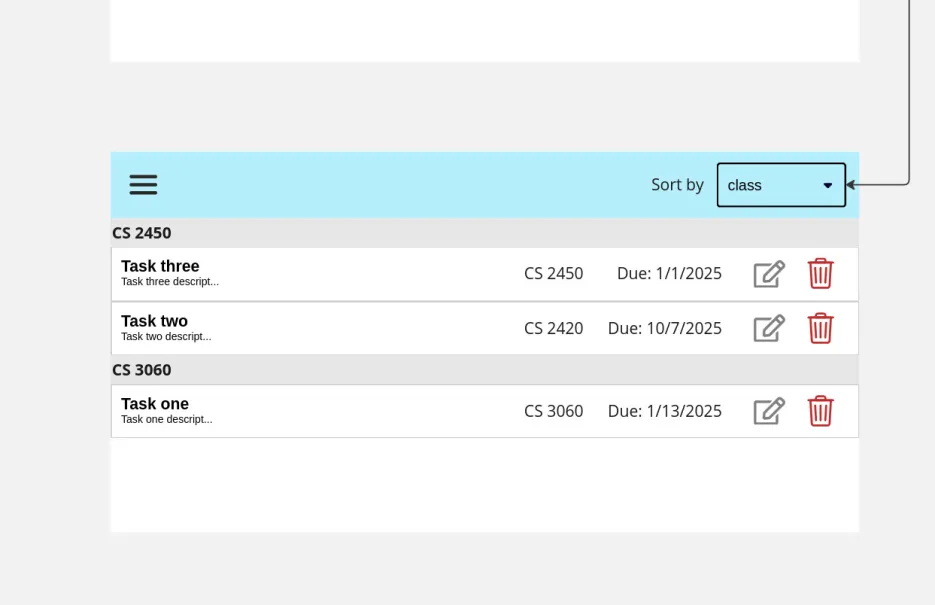 Sort by class
CS 2450
Task three CS 2450 Due: 1/1/2025
Task three descript...
Task two CS 2420 Due: 10/7/2025
Task two descript...
CS 3060
Task one CS 3060 Due: 1/13/2025
Task one descript...